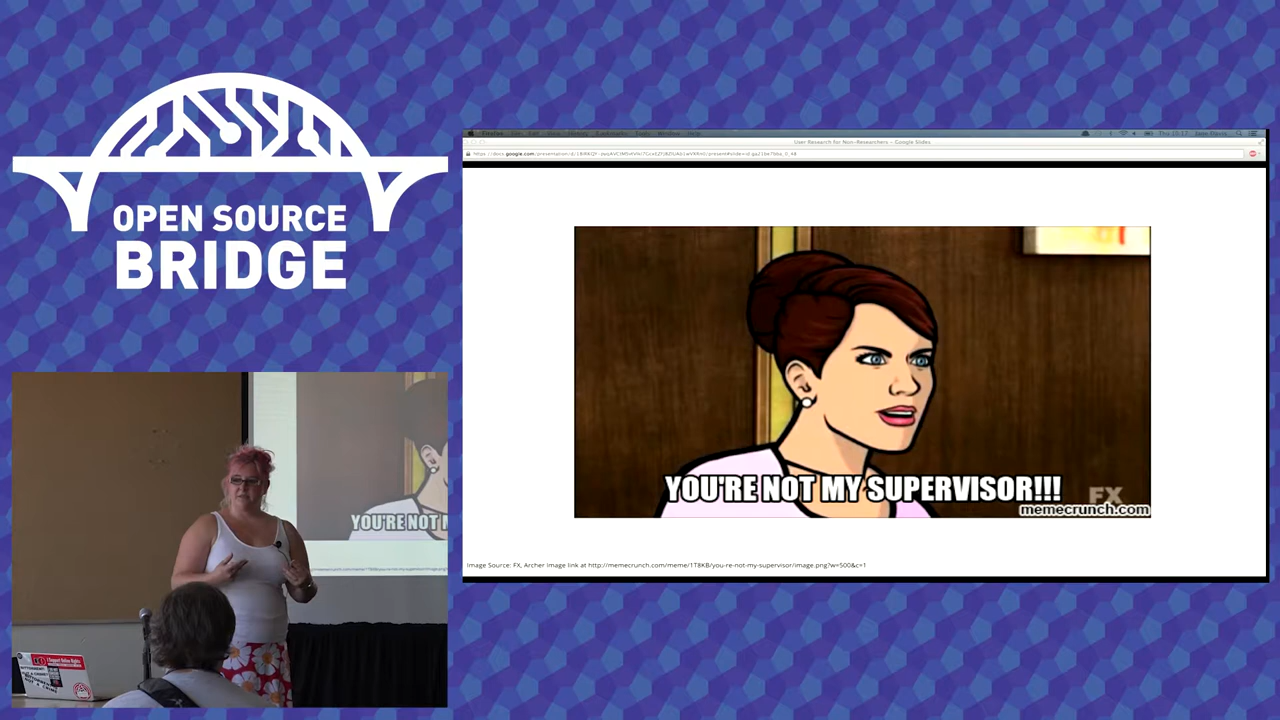 OPEN SOURCE
BRIDGE
User Research for Non-Researchers - Google Slides
YOU'RE NOT MY SUPERVISOR!!!
FX
memecrunch.com
Image Source: FX, Archer image link at http://memecrunch.com/meme/1T8KB/you-re-not-my-supervisor/image.png?w=500&c=1
YOU'RE NOT